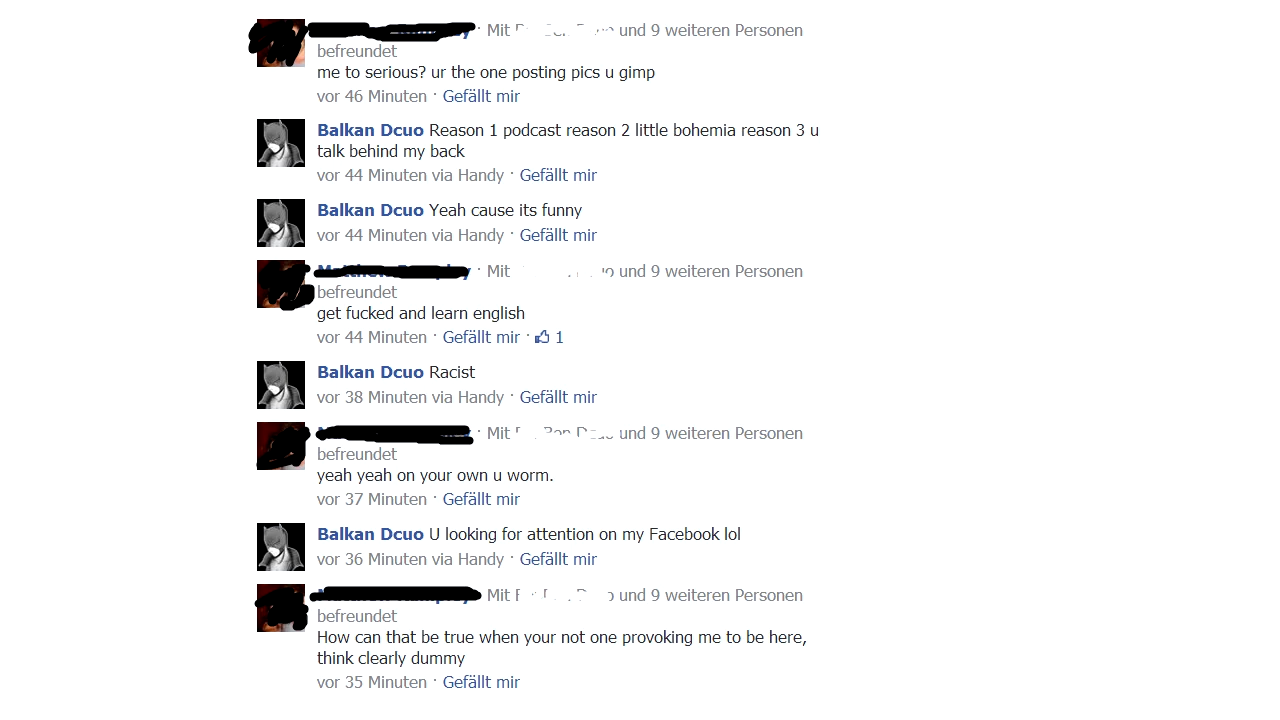 · Mit und 9 weiteren Personen
befreundet
me to serious? ur the one posting pics u gimp
vor 46 Minuten · Gefällt mir
Balkan Dcuo Reason 1 podcast reason 2 little bohemia reason 3 u
talk behind my back
vor 44 Minuten via Handy · Gefällt mir
Balkan Dcuo Yeah cause its funny
vor 44 Minuten via Handy · Gefällt mir
· Mit und 9 weiteren Personen
befreundet
get fucked and learn english
vor 44 Minuten · Gefällt mir · 1
Balkan Dcuo Racist
vor 38 Minuten via Handy · Gefällt mir
· Mit und 9 weiteren Personen
befreundet
yeah yeah on your own u worm.
vor 37 Minuten · Gefällt mir
Balkan Dcuo U looking for attention on my Facebook lol
vor 36 Minuten via Handy · Gefällt mir
· Mit und 9 weiteren Personen
befreundet
How can that be true when your not one provoking me to be here,
think clearly dummy
vor 35 Minuten · Gefällt mir